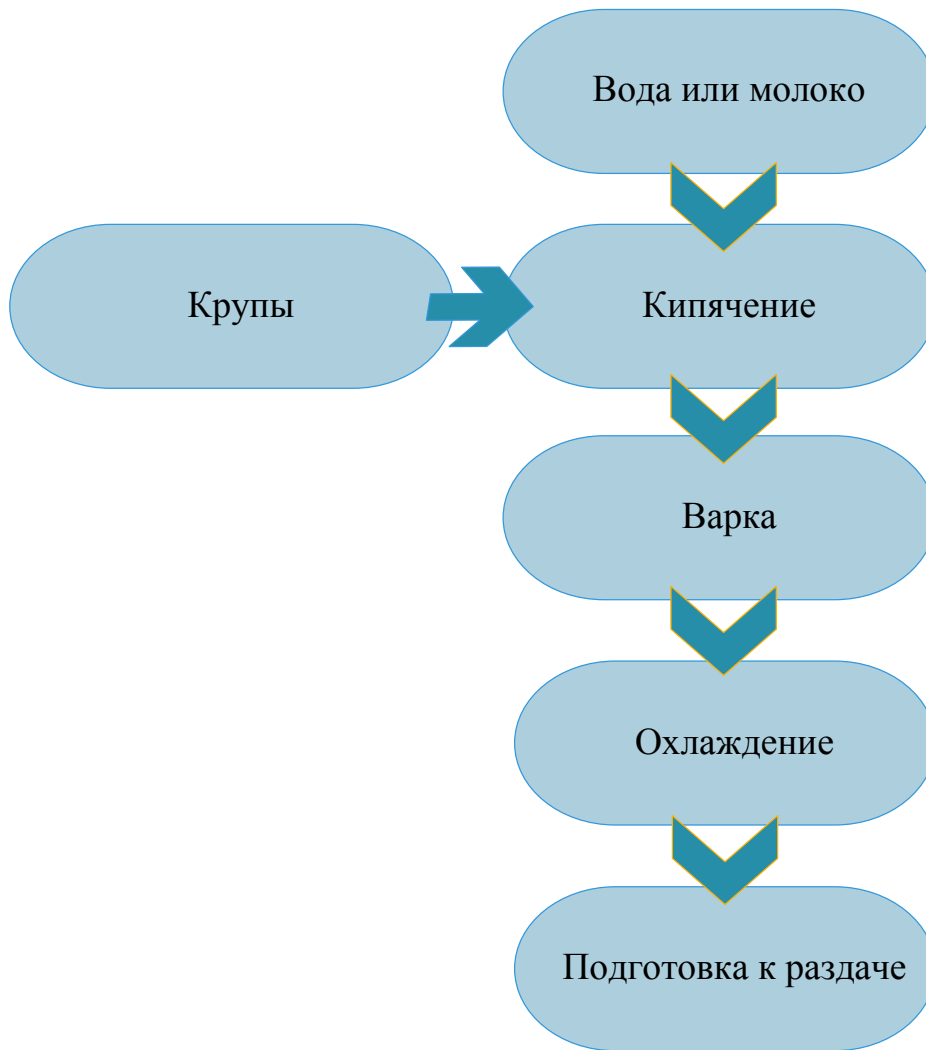 Вода или молоко
Крупы
Кипячение
Варка
Охлаждение
Подготовка к раздаче